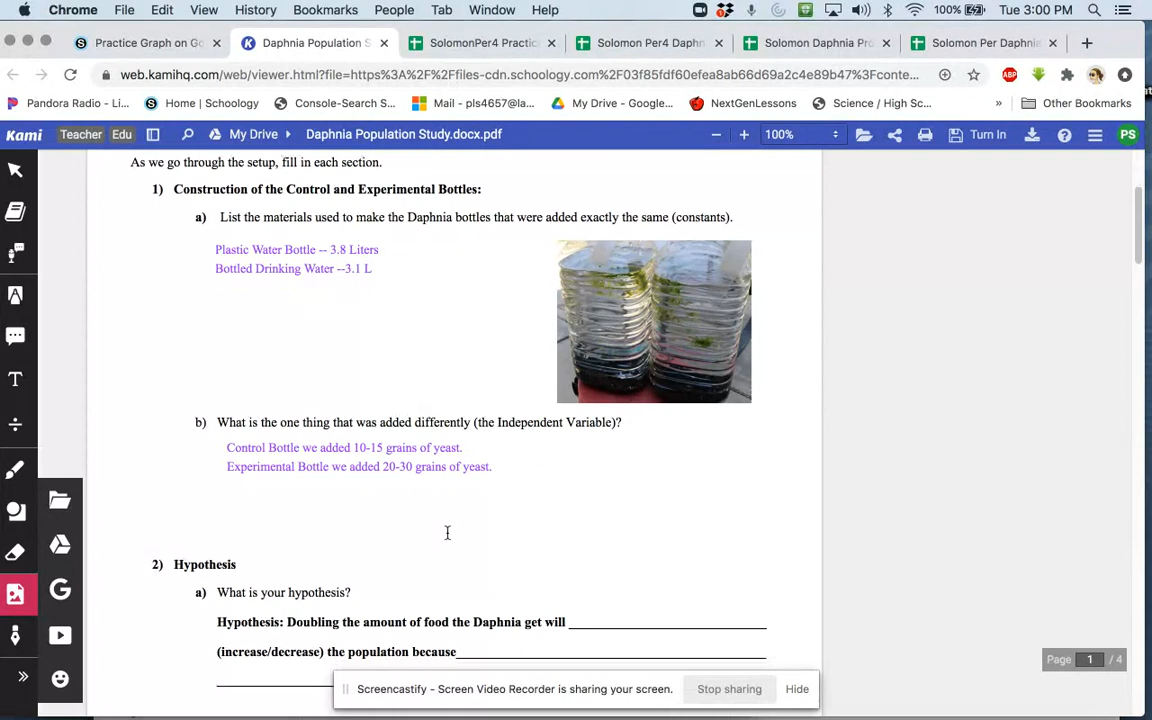 Chrome File Edit View History Bookmarks People Tab Window Help 100% Tue 3:00 PM
Practice Graph on Go Daphnia Population S SolomonPer4 Practic Solomon Per4 Daphn Solomon Daphnia Pro Solomon Per Daphnia
web.kamihq.com/web/viewer.html?file=https%3A%2F%2Ffiles-cdn.schoology.com%2F03f85fdf60efea8ab66d69a2c4e89b47%3Fconte...
Pandora Radio - Li... Home | Schoology Console-Search S... Mail - pls4657@la... My Drive - Google... NextGenLessons Science / High Sc... » Other Bookmarks
Kami Teacher Edu My Drive Daphnia Population Study.docx.pdf 100% Turn In PS
As we go through the setup, fill in each section.
1) Construction of the Control and Experimental Bottles:
a) List the materials used to make the Daphnia bottles that were added exactly the same (constants).
Plastic Water Bottle -- 3.8 Liters
Bottled Drinking Water --3.1 L
b) What is the one thing that was added differently (the Independent Variable)?
Control Bottle we added 10-15 grains of yeast.
Experimental Bottle we added 20-30 grains of yeast.
2) Hypothesis
a) What is your hypothesis?
Hypothesis: Doubling the amount of food the Daphnia get will ____________________
(increase/decrease) the population because____________________
Page 1 / 4
Screencastify - Screen Video Recorder is sharing your screen. Stop sharing Hide